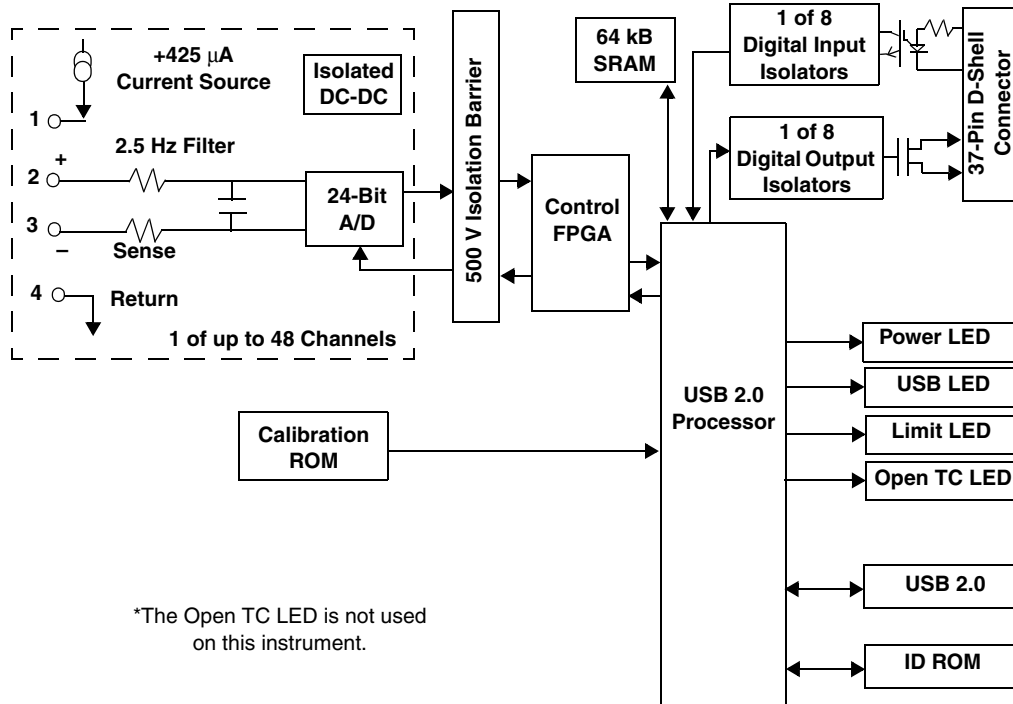 +425 µA
Current Source
Isolated
DC-DC
1
2.5 Hz Filter
+
2
3
–
Sense
24-Bit
A/D
4
Return
1 of up to 48 Channels
500 V Isolation Barrier
Control
FPGA
64 kB
SRAM
1 of 8
Digital Input
Isolators
1 of 8
Digital Output
Isolators
37-Pin D-Shell
Connector
USB 2.0
Processor
Power LED
USB LED
Limit LED
Open TC LED
Calibration
ROM
USB 2.0
ID ROM
*The Open TC LED is not used
on this instrument.